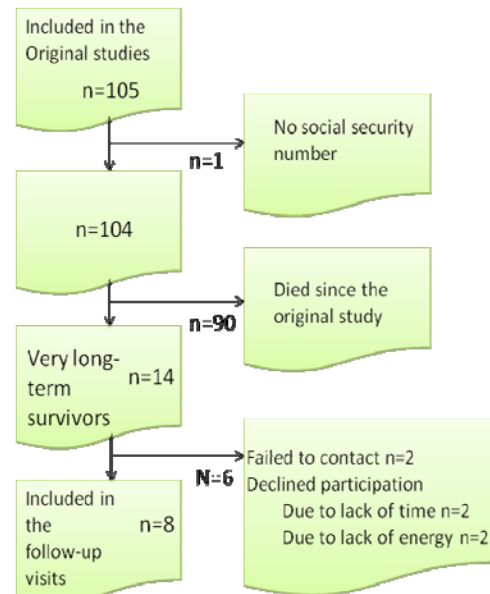 Included in the
Original studies
n=105
n=1
No social security
number
n=104
n=90
Died since the
original study
Very long-
term
survivors
n=14
N=6
Failed to contact n=2
Declined participation
Due to lack of time n=2
Due to lack of energy n=2
Included in
the
follow-up
visits
n=8